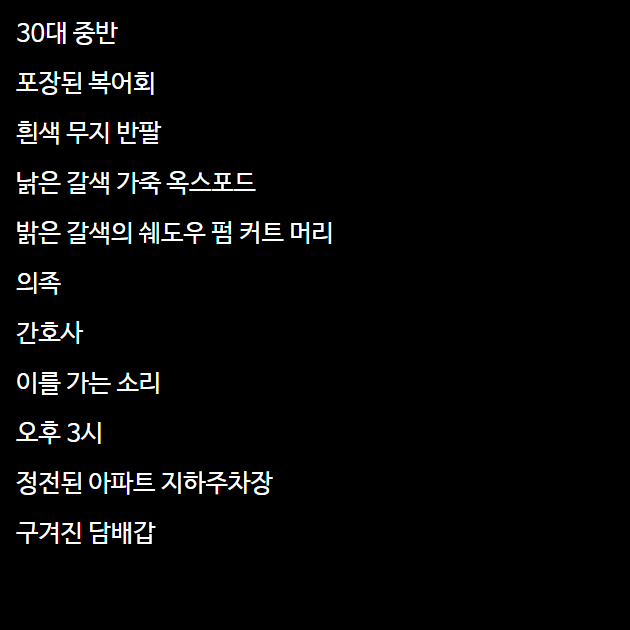 30대 중반
포장된 복어회
흰색 무지 반팔
낡은 갈색 가죽 옥스포드
밝은 갈색의 쉐도우 펌 커트 머리
의족
간호사
이를 가는 소리
오후 3시
정전된 아파트 지하주차장
구겨진 담배갑